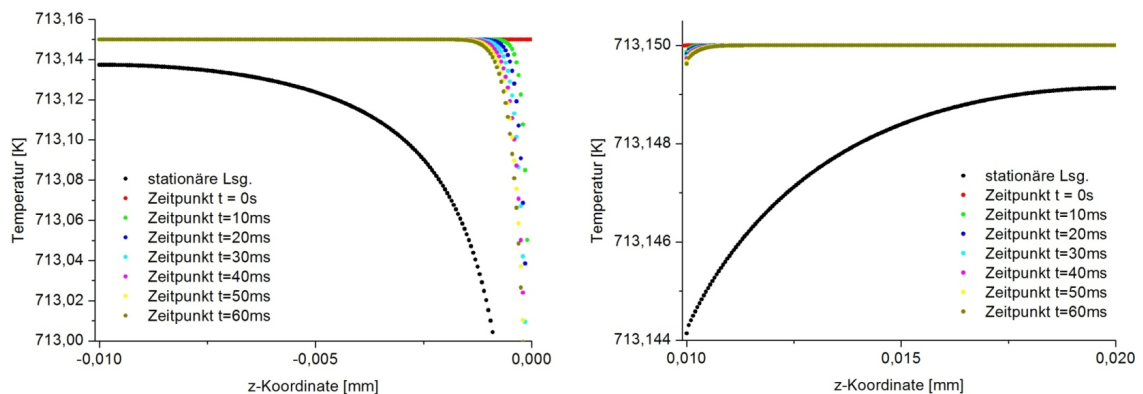 713,16
713,14
713,12
713,10
713,08
713,06
713,04
713,02
713,00
Temperatur [K]
stationäre Lsg.
Zeitpunkt t = 0s
Zeitpunkt t=10ms
Zeitpunkt t=20ms
Zeitpunkt t=30ms
Zeitpunkt t=40ms
Zeitpunkt t=50ms
Zeitpunkt t=60ms
-0,010
-0,005
0,000
z-Koordinate [mm]
713,150
713,148
713,146
713,144
Temperatur [K]
stationäre Lsg.
Zeitpunkt t = 0s
Zeitpunkt t=10ms
Zeitpunkt t=20ms
Zeitpunkt t=30ms
Zeitpunkt t=40ms
Zeitpunkt t=50ms
Zeitpunkt t=60ms
0,010
0,015
0,020
z-Koordinate [mm]